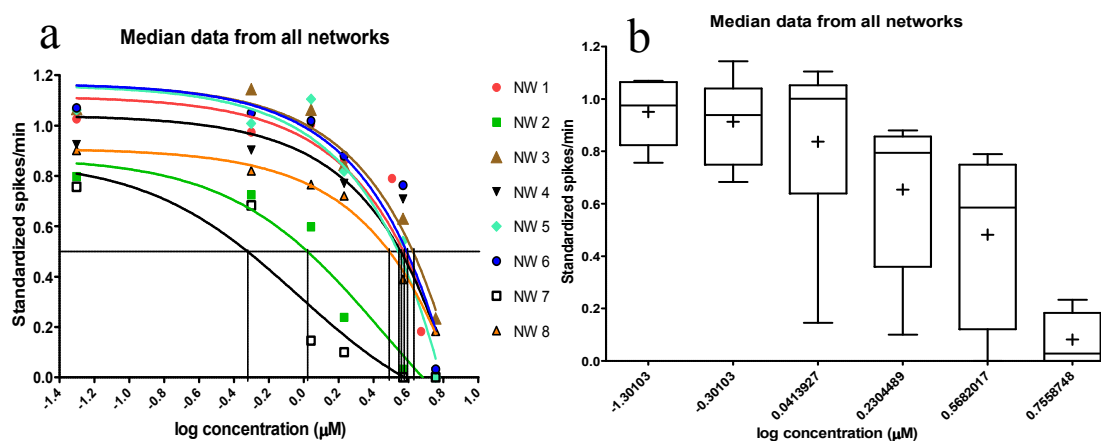 a
Median data from all networks
Standardized spikes/min
1.2
1.0
0.8
0.6
0.4
0.2
0.0
-1.4
-1.2
-1.0
-0.8
-0.6
-0.4
-0.2
0.0
0.2
0.4
0.6
0.8
1.0
log concentration (µM)
NW 1
NW 2
NW 3
NW 4
NW 5
NW 6
NW 7
NW 8
b
Median data from all networks
Standardized spikes/min
1.2
1.0
0.8
0.6
0.4
0.2
0.0
-1.30103
-0.30103
0.0413927
0.2304489
0.5682017
0.7558748
log concentration (µM)